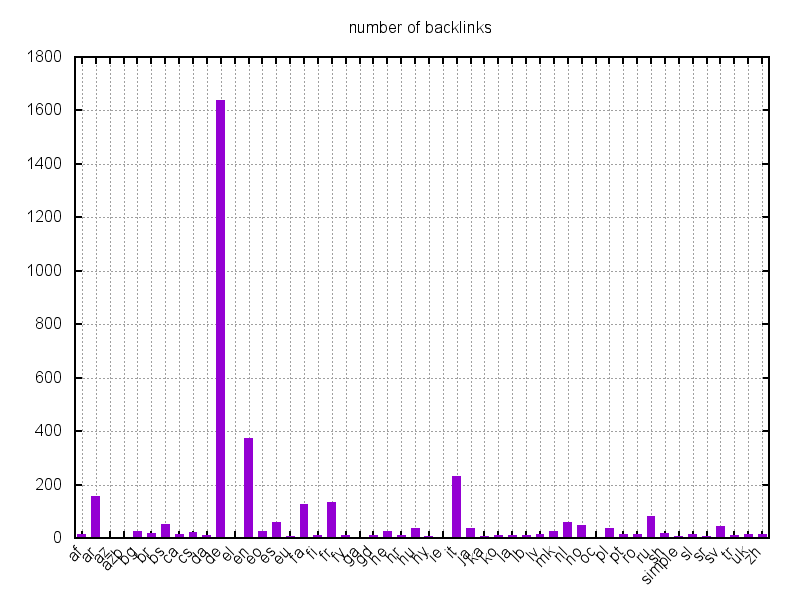 number of backlinks
1800
1600
1400
1200
1000
800
600
400
200
0
af
ar
az
azb
bg
br
bs
ca
cs
da
de
el
en
eo
es
eu
fa
fi
fr
fy
ga
gd
he
hr
hu
hy
ie
it
ja
ka
ko
la
lb
lv
mk
nl
no
oc
pl
pt
ro
ru
sh
simple
sl
sr
sv
tr
uk
zh